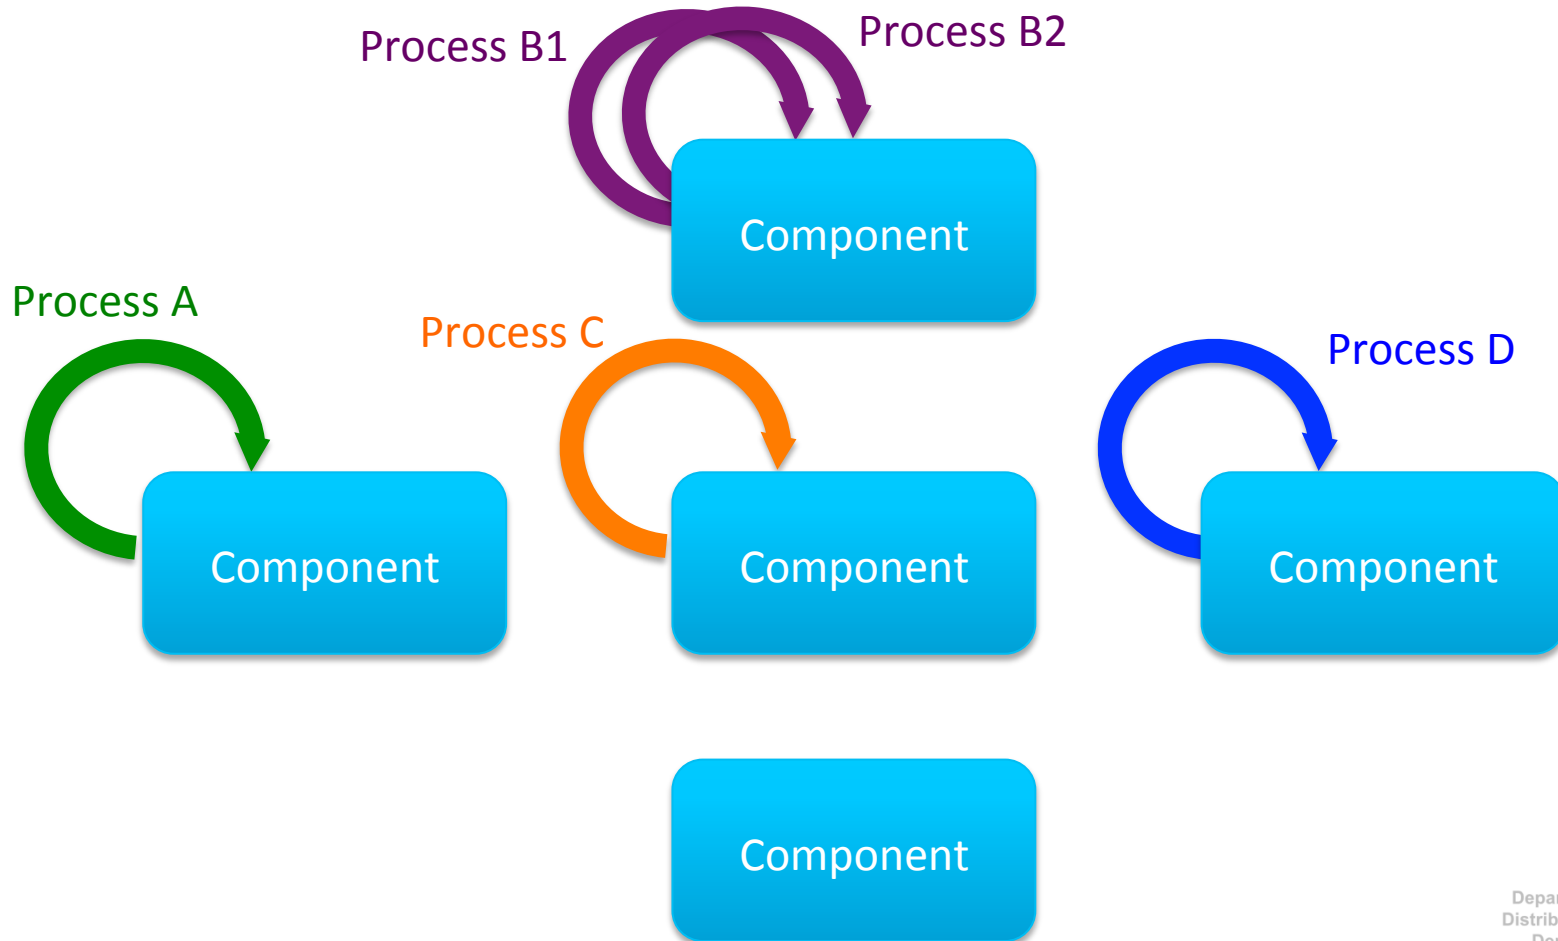 Process B1
Process B2
Component
Process A
Process C
Process D
Component
Component
Component
Component